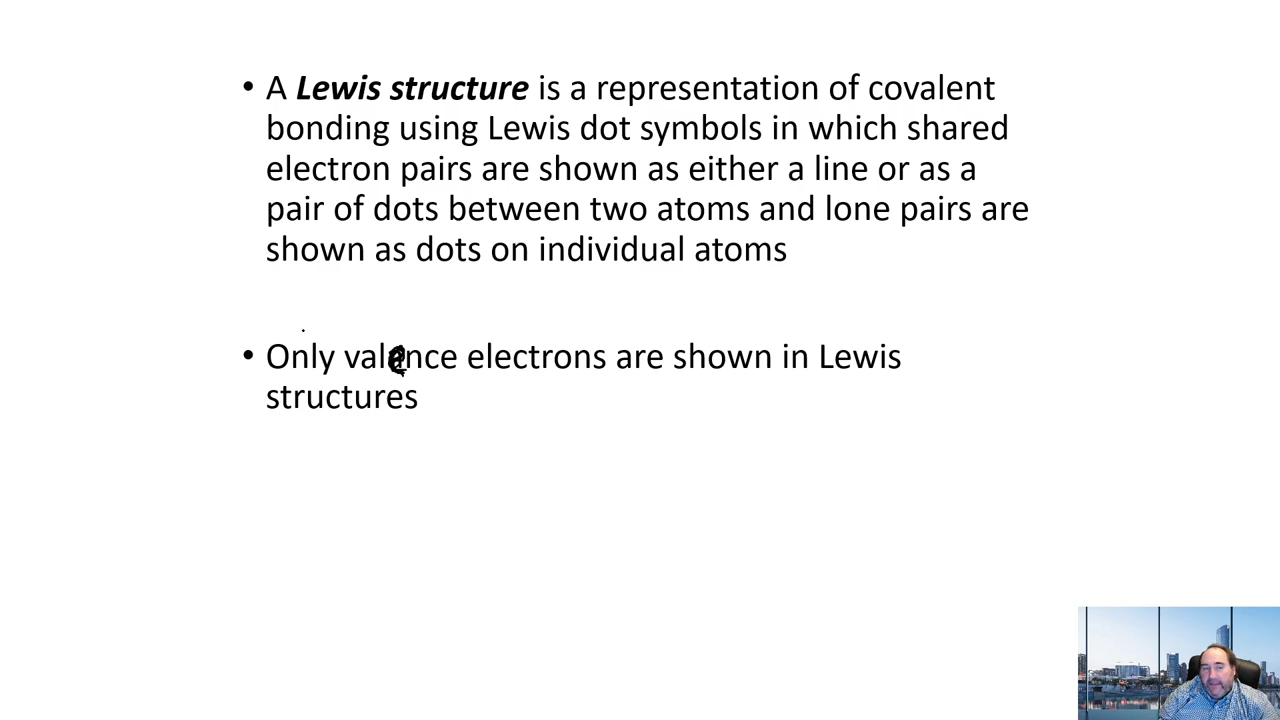 • A Lewis structure is a representation of covalent
bonding using Lewis dot symbols in which shared
electron pairs are shown as either a line or as a
pair of dots between two atoms and lone pairs are
shown as dots on individual atoms
• Only valence electrons are shown in Lewis
structures